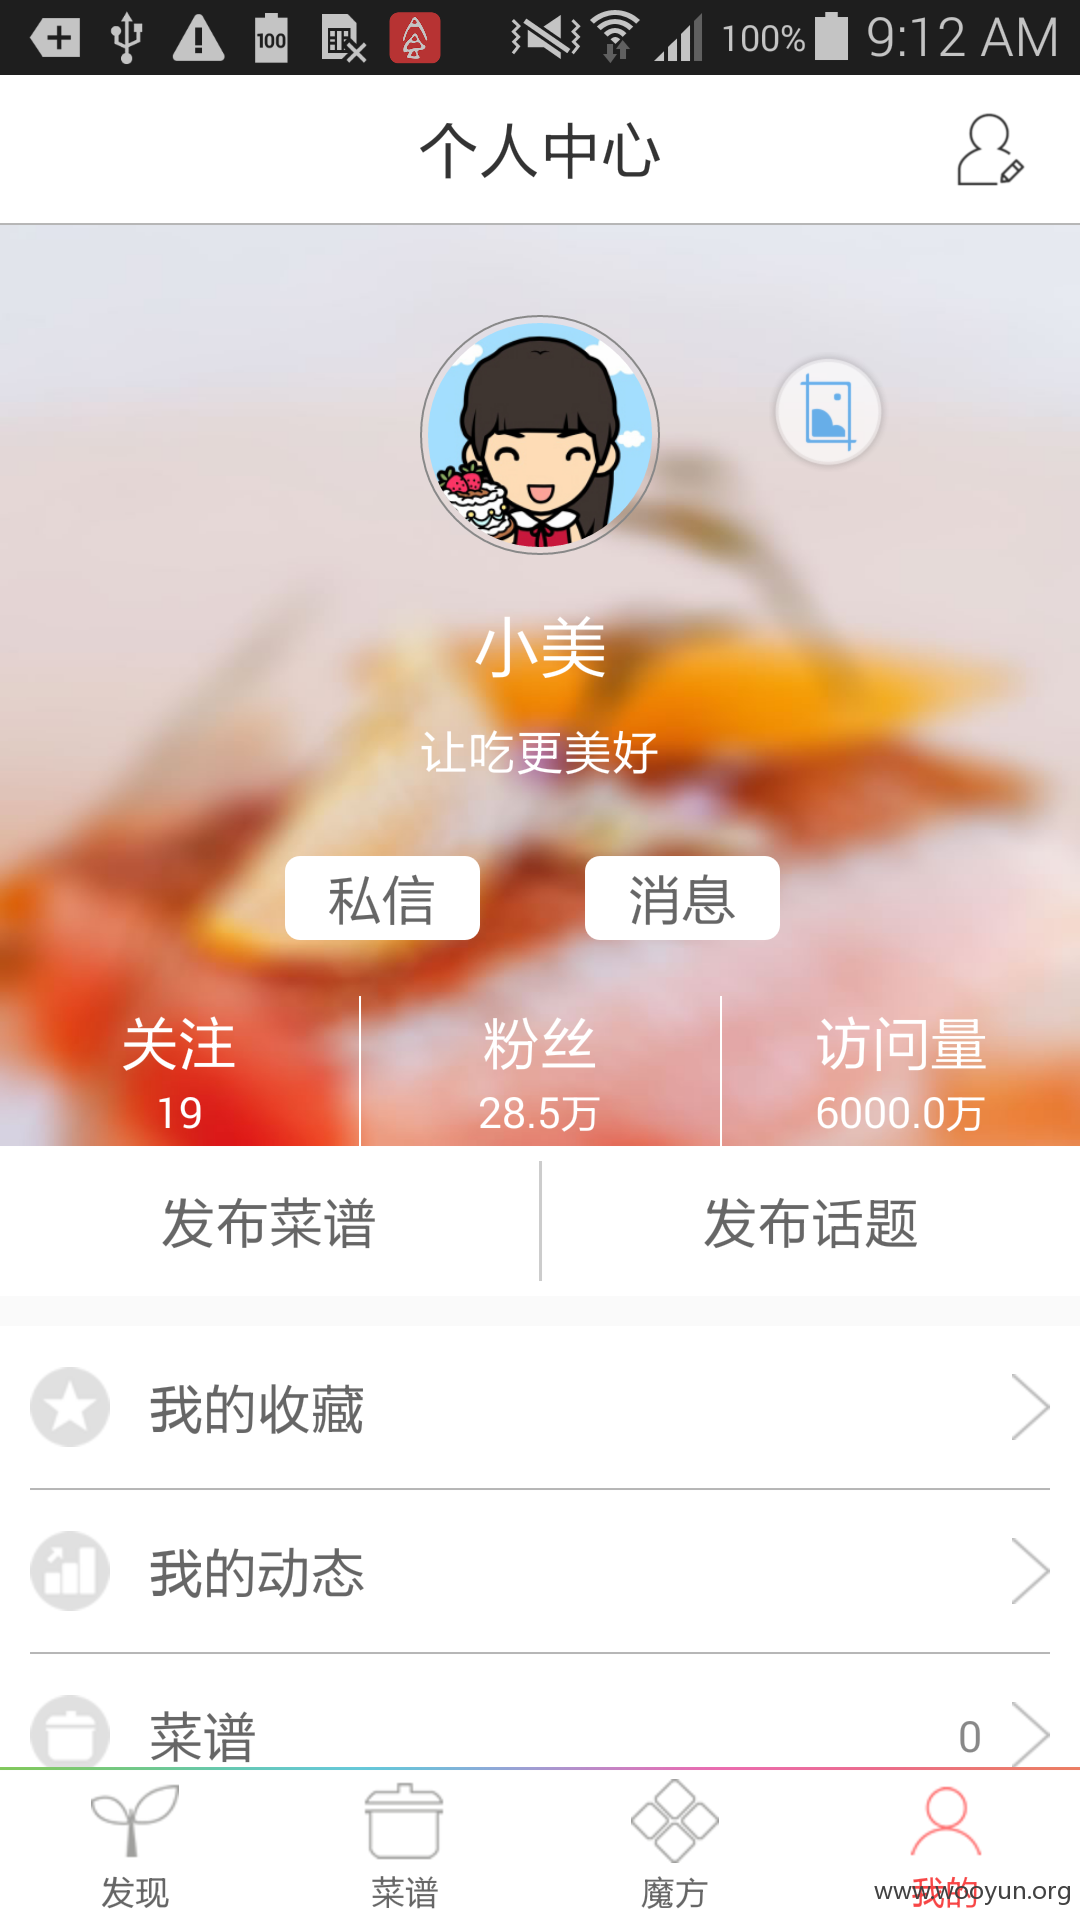 100 100% 9:12 AM
个人中心
小美
让吃更美好
私信 消息
关注 粉丝 访问量
19 28.5万 6000.0万
发布菜谱 发布话题
我的收藏
我的动态
菜谱 0
发现 菜谱 魔方 我的
www.wooyun.org